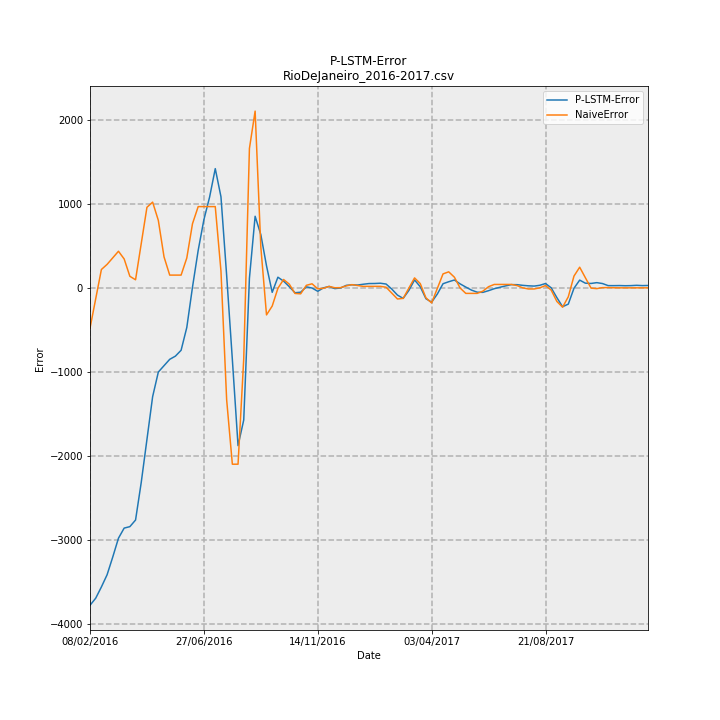 P-LSTM-Error
RioDeJaneiro_2016-2017.csv
P-LSTM-Error
NaiveError
2000
1000
0
−1000
−2000
−3000
−4000
Error
08/02/2016
27/06/2016
14/11/2016
03/04/2017
21/08/2017
Date